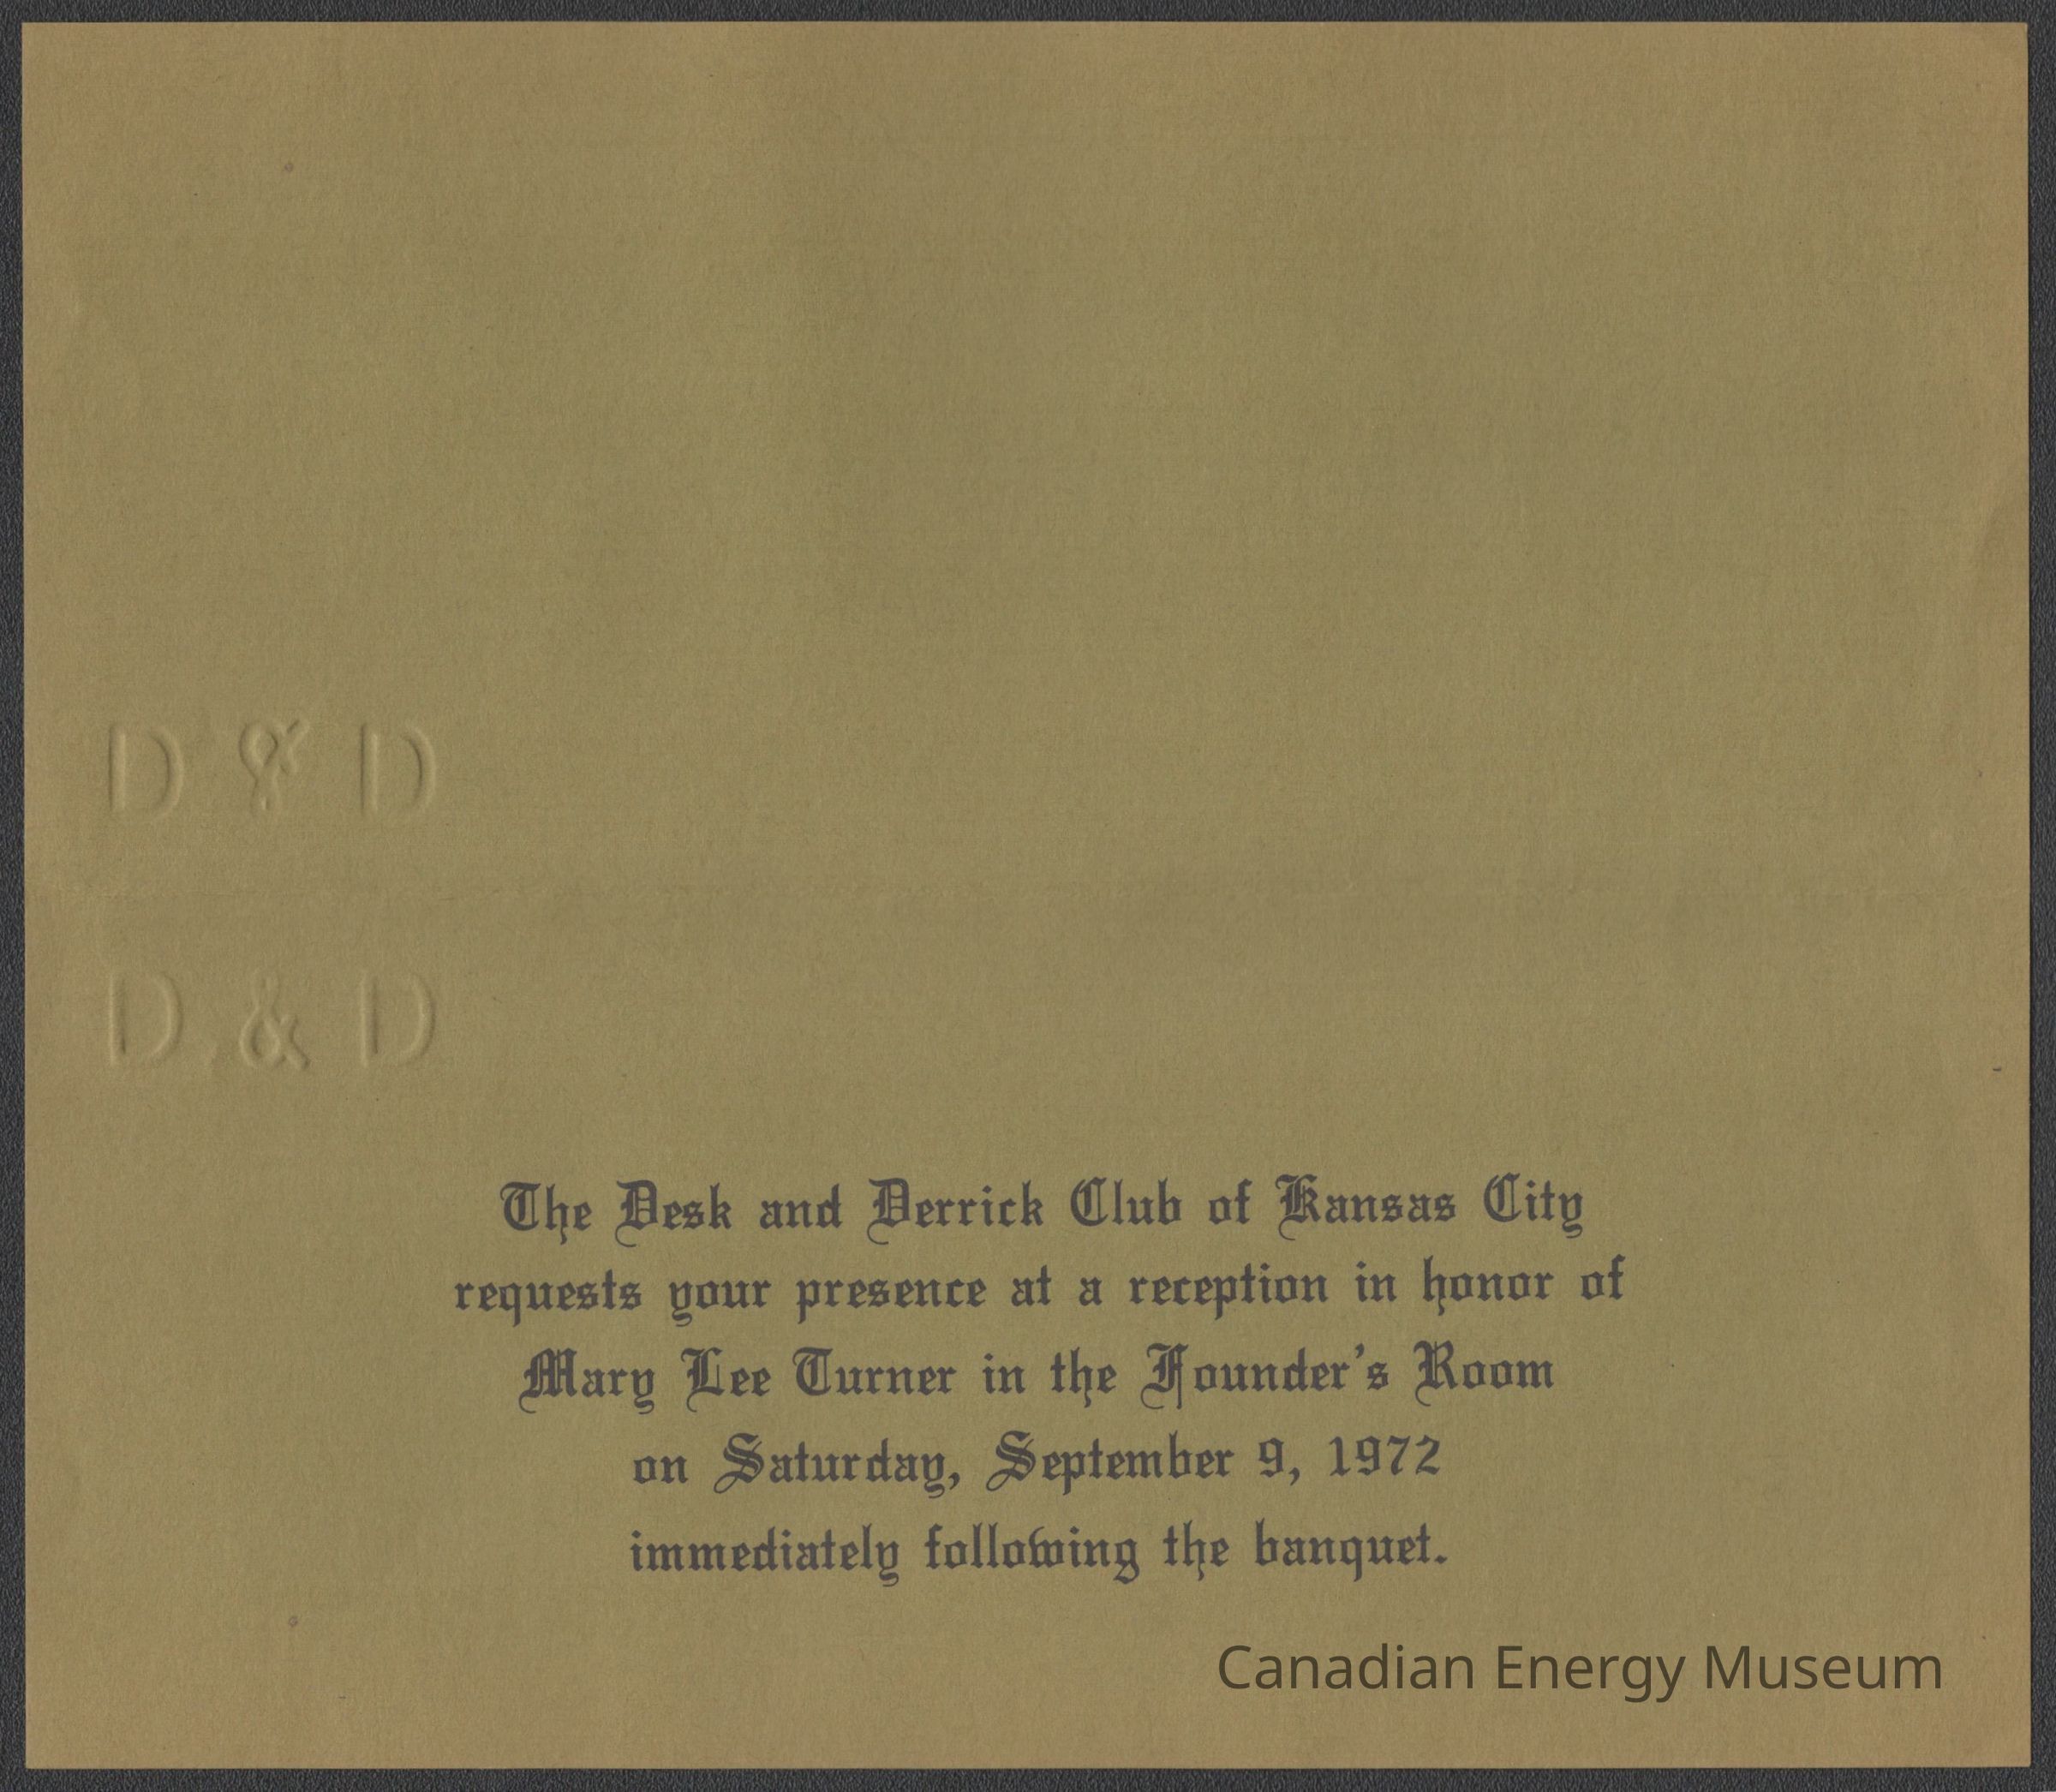 D & D
D & D
The Desk and Derrick Club of Kansas City
requests your presence at a reception in honor of
Mary Lee Turner in the Founder's Room
on Saturday, September 9, 1972
immediately following the banquet.
Canadian Energy Museum